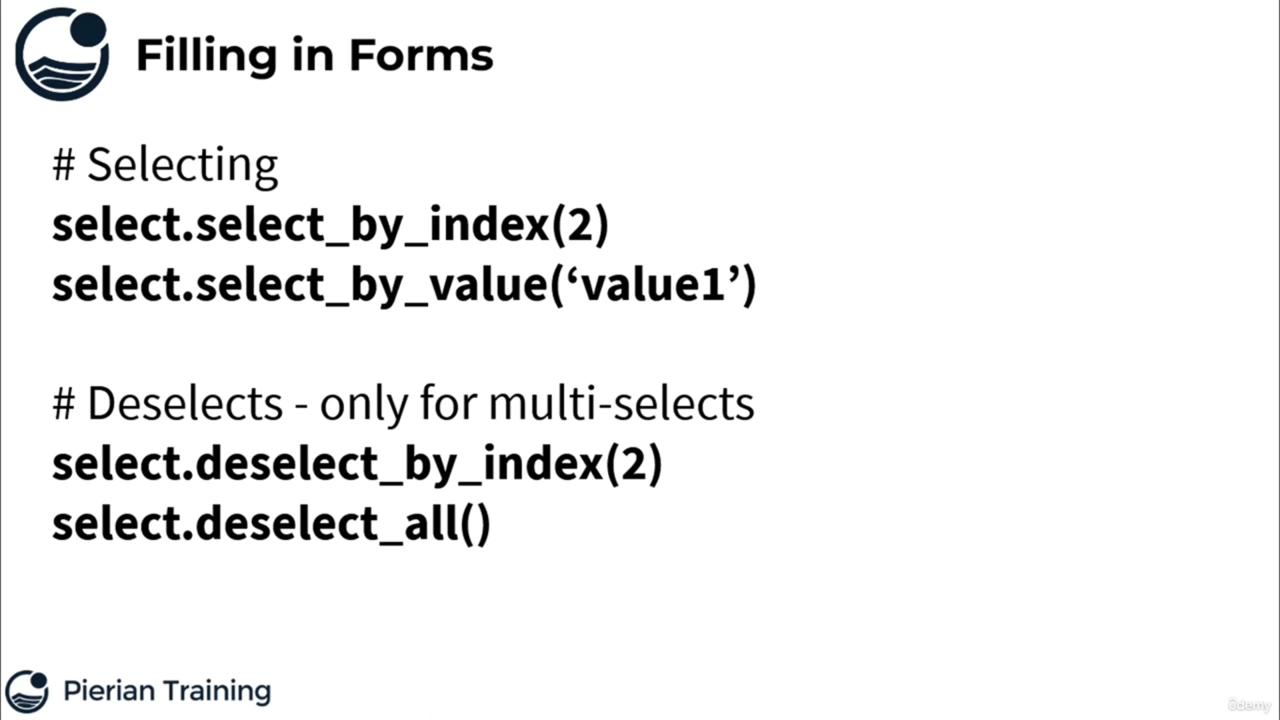 Filling in Forms
# Selecting
select.select_by_index(2)
select.select_by_value(‘value1’)
# Deselects - only for multi-selects
select.deselect_by_index(2)
select.deselect_all()
Pierian Training
ûdemy